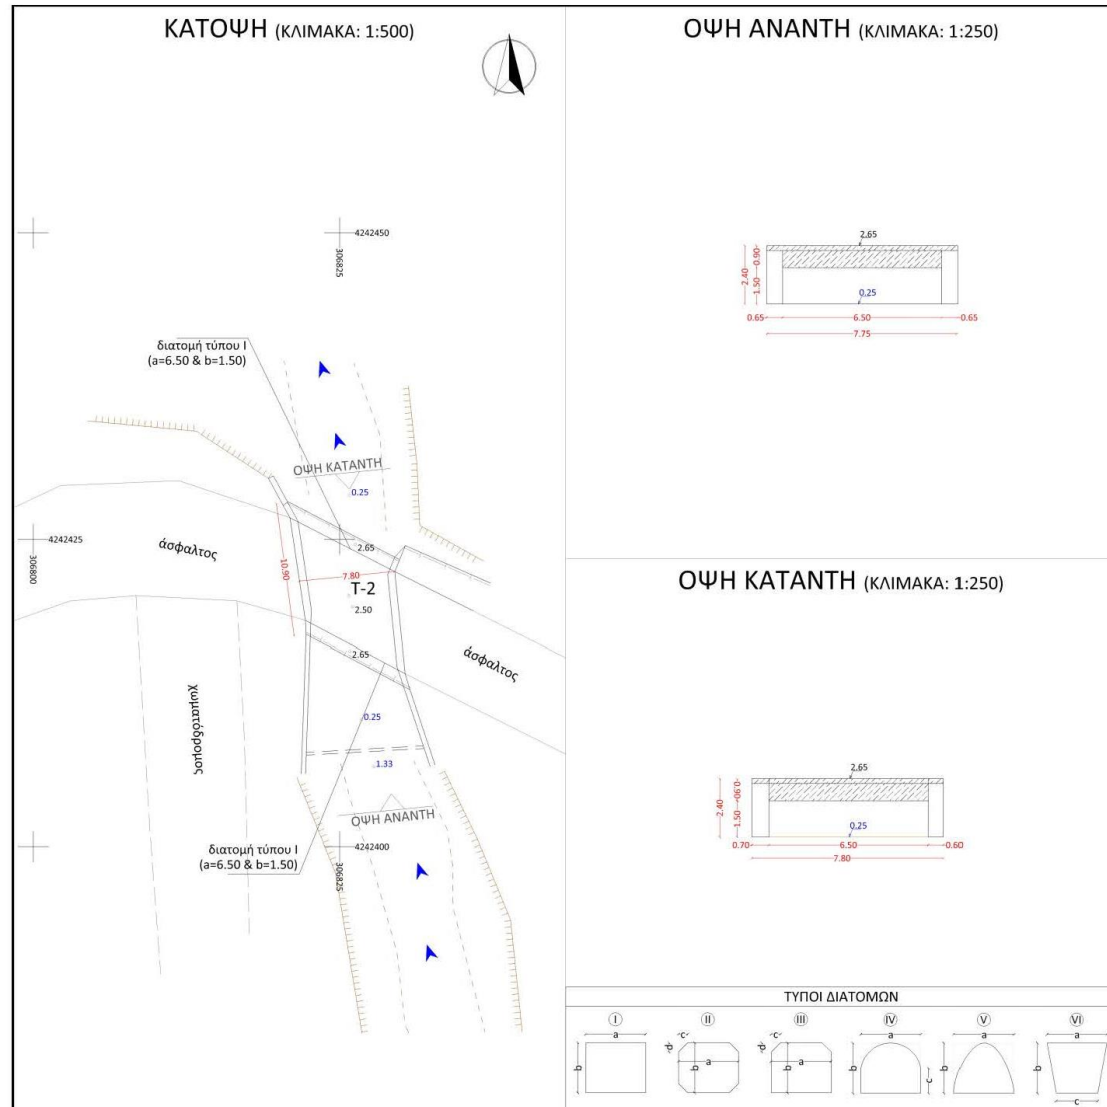 ΚΑΤΟΨΗ (ΚΛΙΜΑΚΑ: 1:500)
4242450
306825
διατομή τύπου Ι
(a=6.50 & b=1.50)
ΟΨΗ ΚΑΤΑΝΤΗ
0.25
4242425
306800
άσφαλτος
2.65
10.90
7.80
T-2
2.50
2.65
άσφαλτος
χωματόδρομος
0.25
1.33
ΟΨΗ ΑΝΑΝΤΗ
διατομή τύπου Ι
(a=6.50 & b=1.50)
4242400
306825
ΟΨΗ ΑΝΑΝΤΗ (ΚΛΙΜΑΚΑ: 1:250)
2.65
2.40
0.90
1.50
0.25
0.65
6.50
0.65
7.75
ΟΨΗ ΚΑΤΑΝΤΗ (ΚΛΙΜΑΚΑ: 1:250)
2.65
2.40
0.90
1.50
0.25
0.70
6.50
0.60
7.80
ΤΥΠΟΙ ΔΙΑΤΟΜΩΝ
I
a
b
II
c
d
a
b
III
c
d
a
b
IV
a
b
c
V
a
b
VI
a
b
c